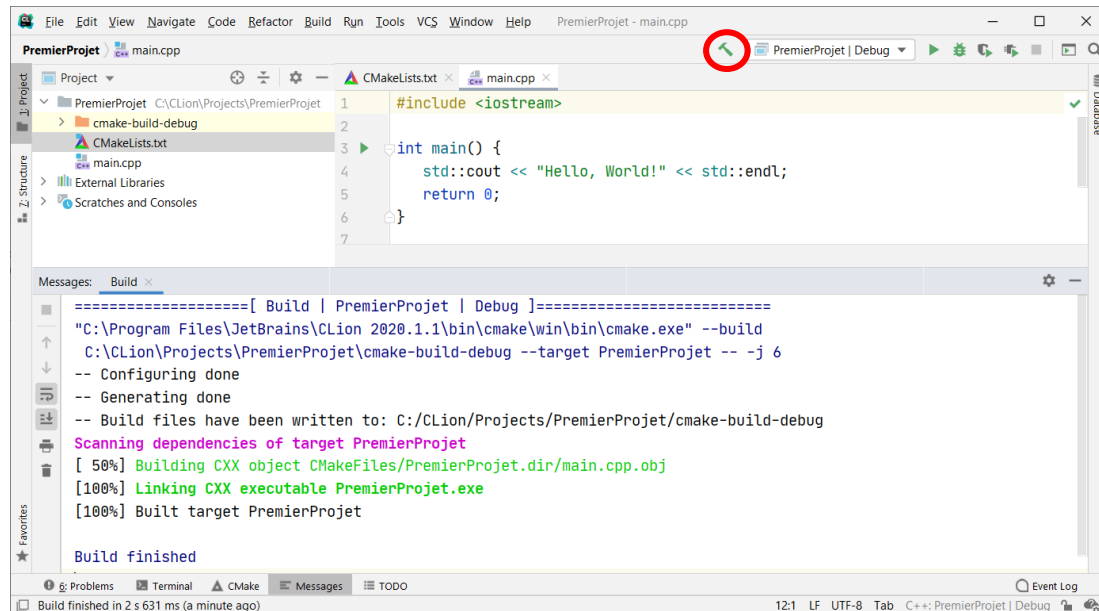 File Edit View Navigate Code Refactor Build Run Tools VCS Window Help PremierProjet - main.cpp
PremierProjet main.cpp PremierProjet | Debug
Project CMakeLists.txt main.cpp
1: Project
PremierProjet C:\CLion\Projects\PremierProjet
cmake-build-debug
CMakeLists.txt
main.cpp
External Libraries
Scratches and Consoles
Z: Structure
Database
1 #include <iostream>
2
3 int main() {
4 std::cout << "Hello, World!" << std::endl;
5 return 0;
6 }
7
Messages: Build
====================[ Build | PremierProjet | Debug ]===========================
"C:\Program Files\JetBrains\CLion 2020.1.1\bin\cmake\win\bin\cmake.exe" --build
C:\CLion\Projects\PremierProjet\cmake-build-debug --target PremierProjet -- -j 6
-- Configuring done
-- Generating done
-- Build files have been written to: C:/CLion/Projects/PremierProjet/cmake-build-debug
Scanning dependencies of target PremierProjet
[ 50%] Building CXX object CMakeFiles/PremierProjet.dir/main.cpp.obj
[100%] Linking CXX executable PremierProjet.exe
[100%] Built target PremierProjet
Build finished
Favorites
6: Problems Terminal CMake Messages TODO Event Log
Build finished in 2 s 631 ms (a minute ago) 12:1 LF UTF-8 Tab C++: PremierProjet | Debug